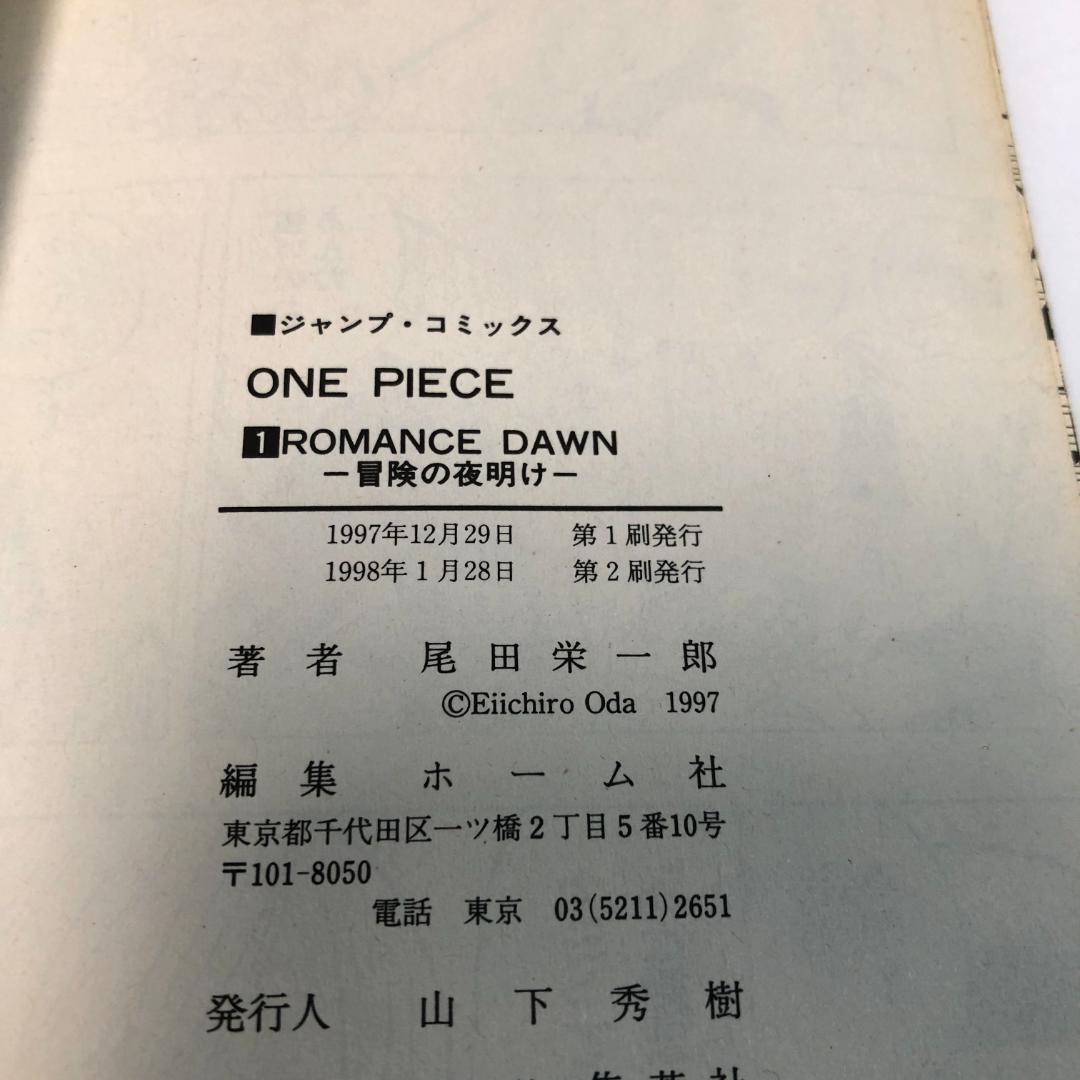 ■ジャンプ・コミックス
ONE PIECE
1 ROMANCE DAWN
ー冒険の夜明けー
1997年12月29日 第1刷発行
1998年1月28日 第2刷発行
著者 尾田栄一郎
©Eiichiro Oda 1997
編集 ホーム社
東京都千代田区一ツ橋2丁目5番10号
〒101-8050
電話 東京 03(5211)2651
発行人 山下秀樹